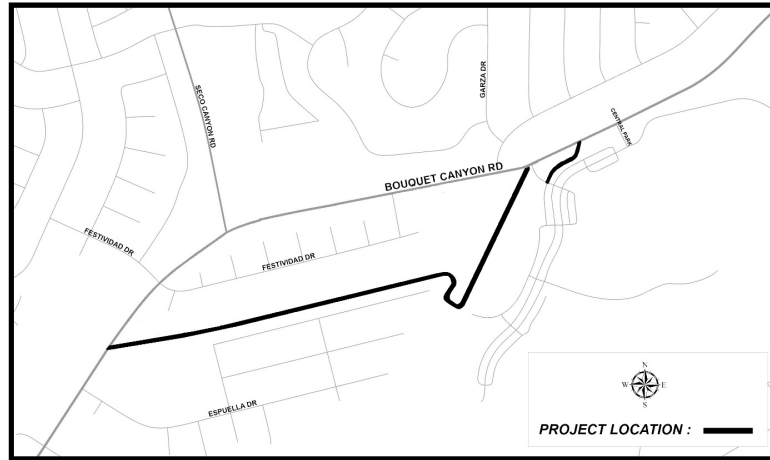 SECO CANYON RD
GARZA DR
CENTRAL PARK
BOUQUET CANYON RD
FESTIVIDAD DR
FESTIVIDAD DR
ESPUELLA DR
N
W E
S
PROJECT LOCATION :